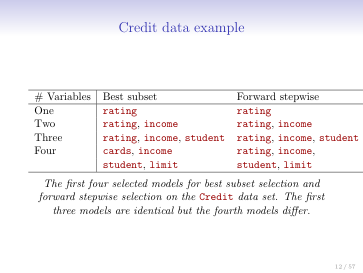 Credit data example
# Variables Best subset Forward stepwise
One rating rating
Two rating, income rating, income
Three rating, income, student rating, income, student
Four cards, income rating, income,
student, limit student, limit
The first four selected models for best subset selection and
forward stepwise selection on the Credit data set. The first
three models are identical but the fourth models differ.
12 / 57